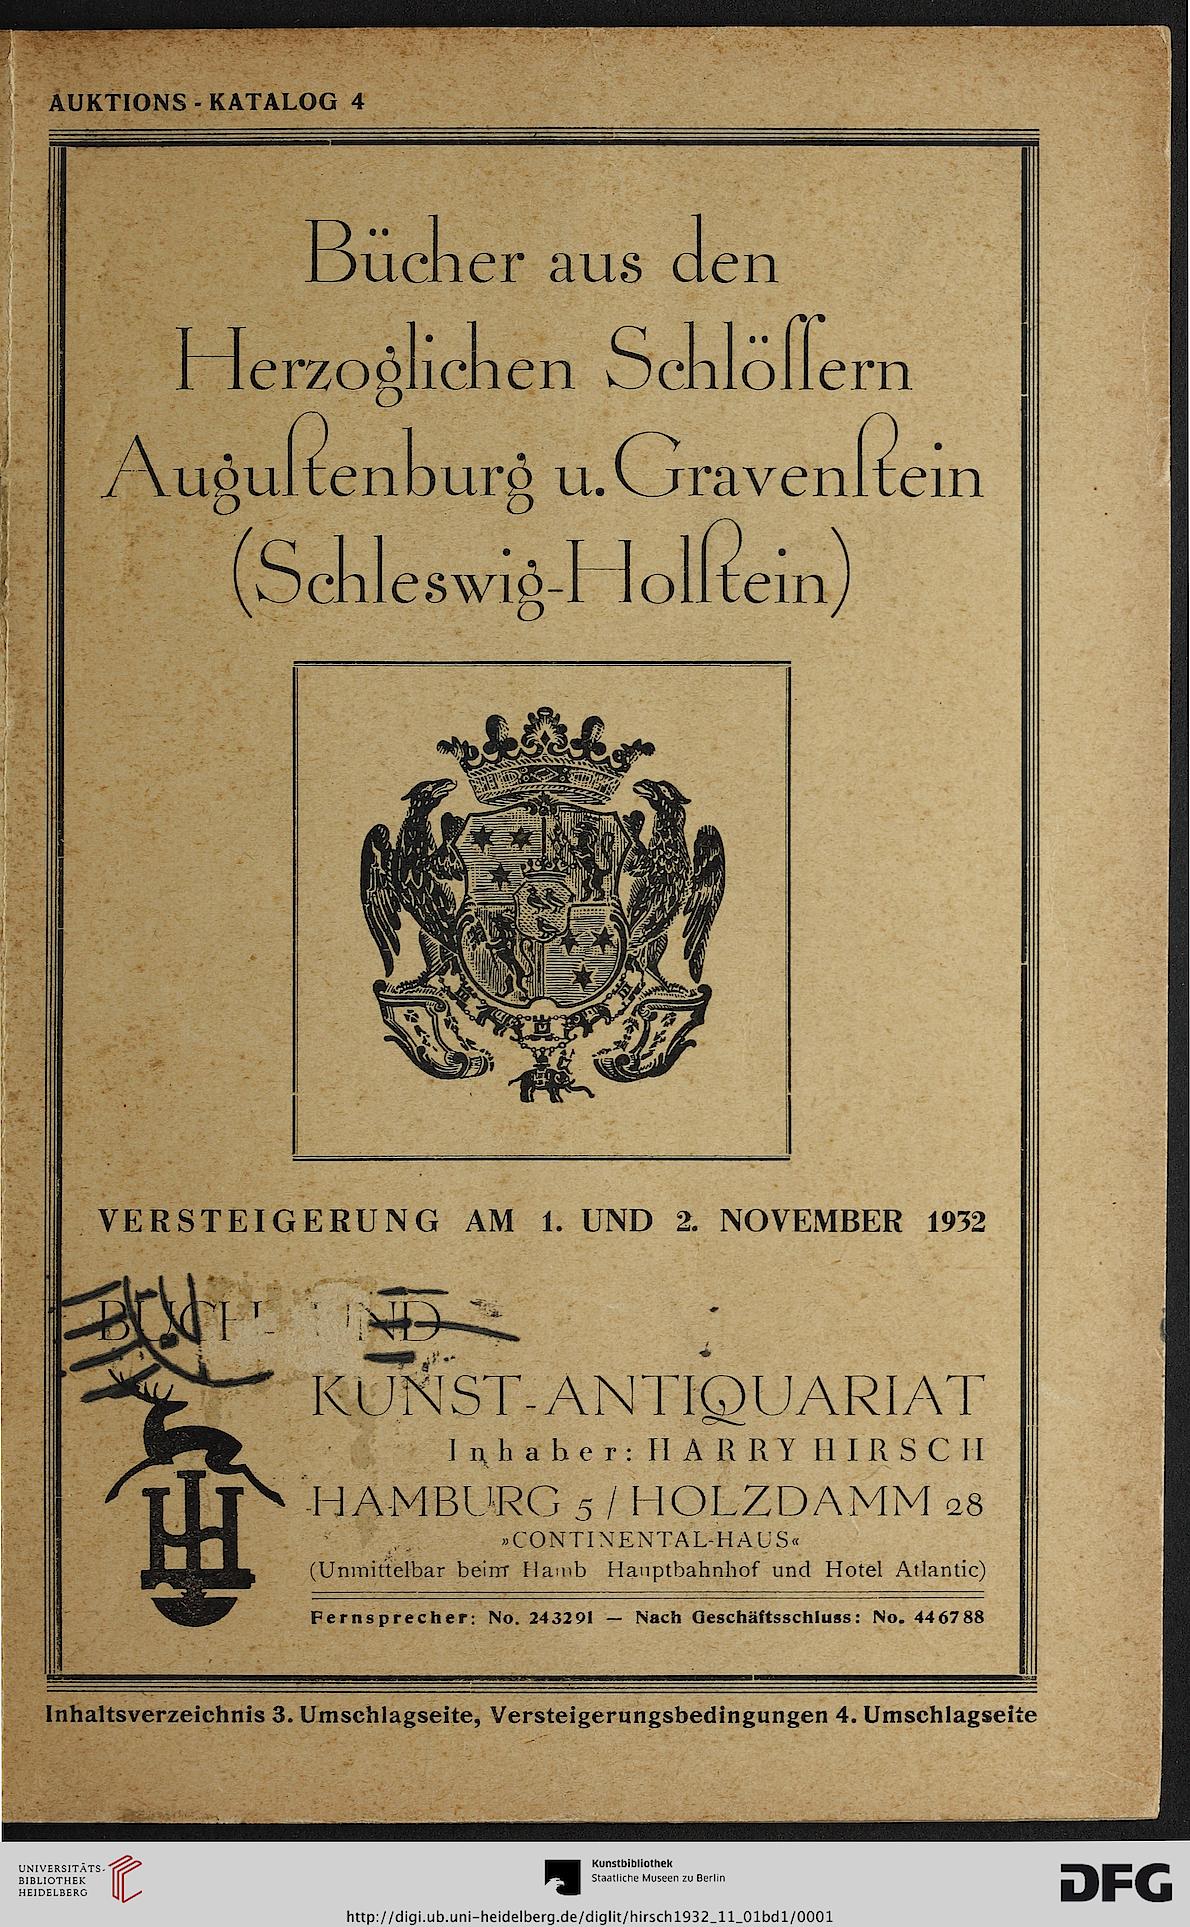 AUKTIONS-KATALOG 4
Bücher aus den
Herzoglichen Schlöſſern
Auguſtenburg u. Gravenſtein
(Schleswig-Holſtein)
VERSTEIGERUNG AM 1. UND 2. NOVEMBER 1932
BUCH- UND
KUNST-ANTIQUARIAT
Inhaber: HARRY HIRSCH
HAMBURG 5 / HOLZDAMM 28
»CONTINENTAL-HAUS«
(Unmittelbar beim Hamb Hauptbahnhof und Hotel Atlantic)
Fernsprecher: No. 243291 — Nach Geschäftsschluss: No. 446788
Inhaltsverzeichnis 3. Umschlagseite, Versteigerungsbedingungen 4. Umschlagseite
UNIVERSITÄTS-
BIBLIOTHEK
HEIDELBERG
Kunstbibliothek
Staatliche Museen zu Berlin
DFG
http://digi.ub.uni-heidelberg.de/diglit/hirsch1932_11_01bd1/0001